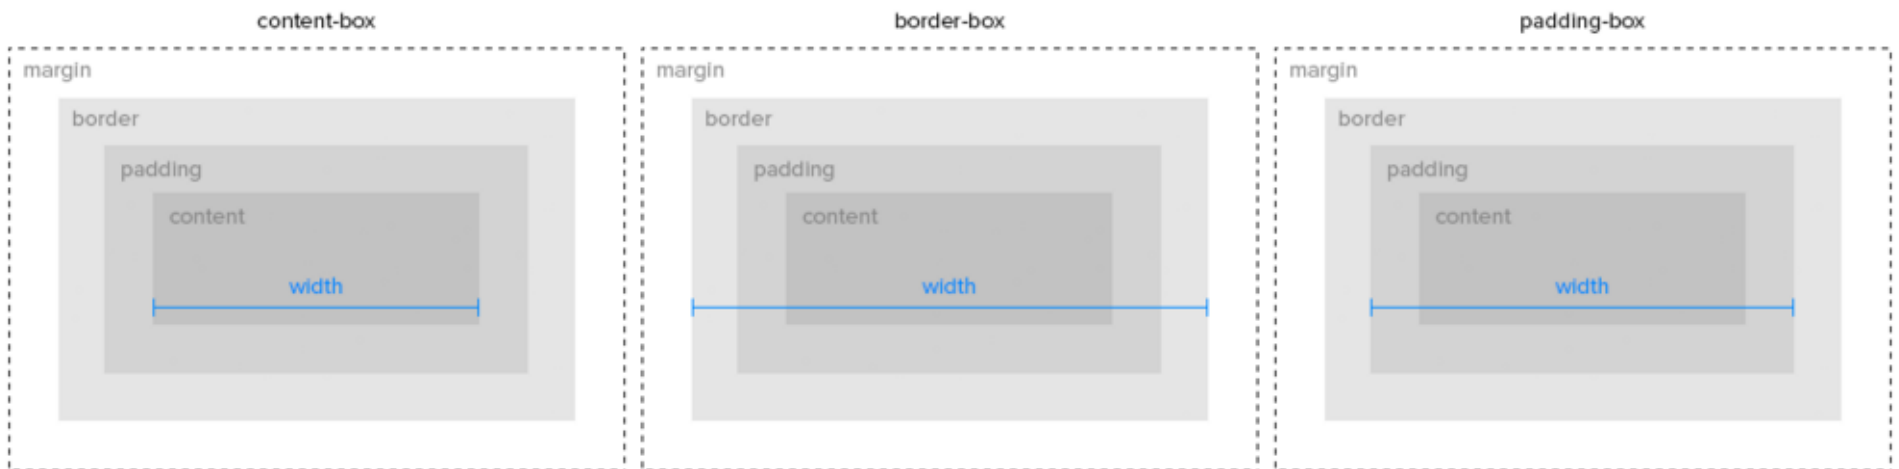 content-box
margin
border
padding
content
width
border-box
margin
border
padding
content
width
padding-box
margin
border
padding
content
width